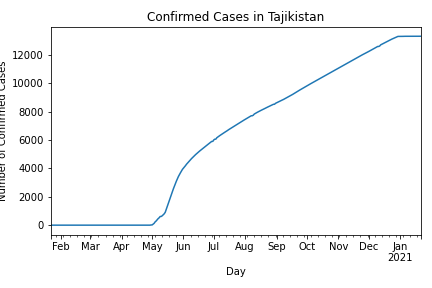 Confirmed Cases in Tajikistan
Number of Confirmed Cases
12000
10000
8000
6000
4000
2000
0
Feb Mar Apr May Jun Jul Aug Sep Oct Nov Dec Jan
2021
Day